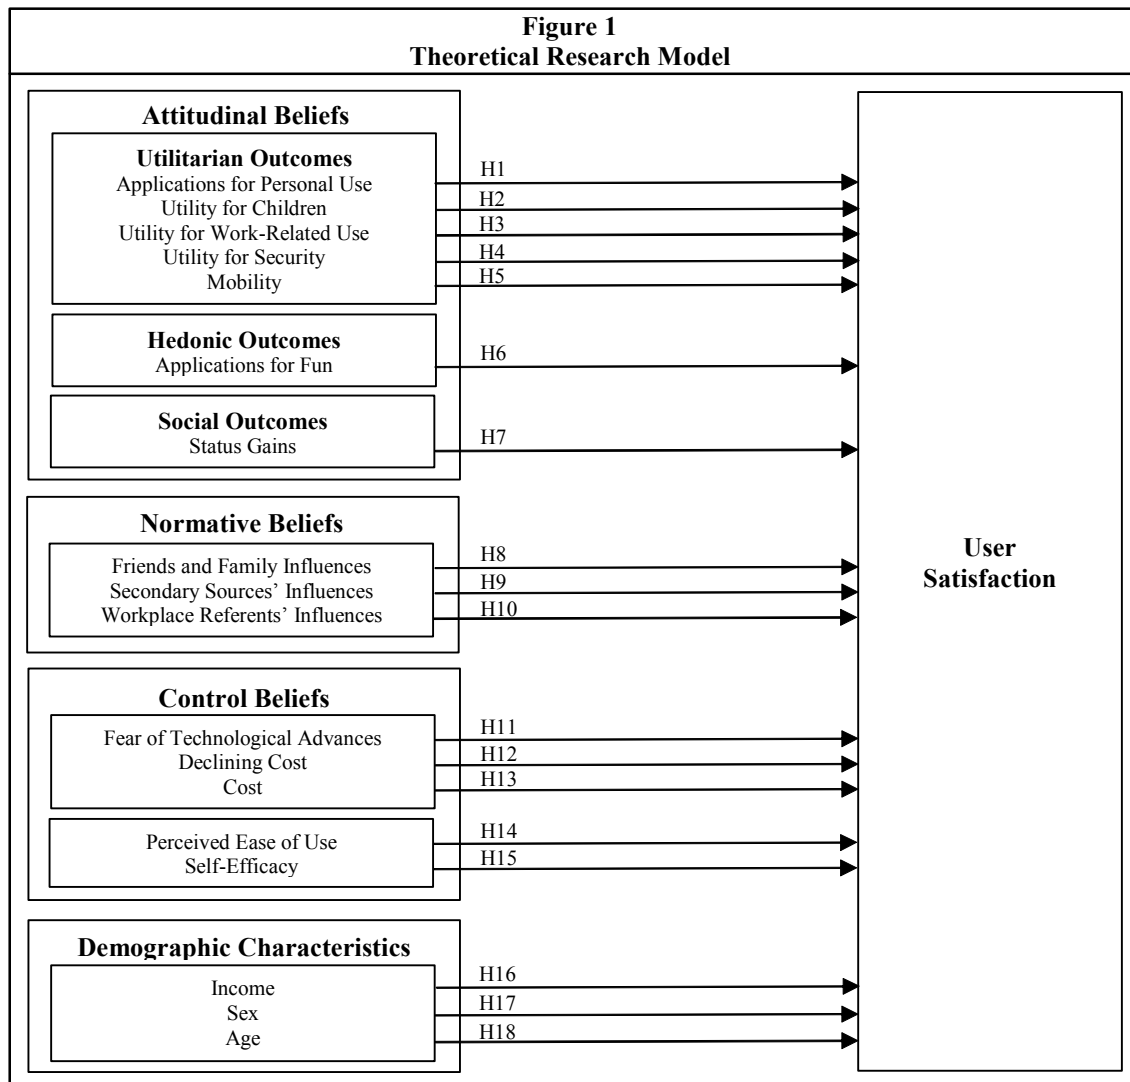 Figure 1
Theoretical Research Model
Attitudinal Beliefs
Utilitarian Outcomes
Applications for Personal Use
Utility for Children
Utility for Work-Related Use
Utility for Security
Mobility
H1
H2
H3
H4
H5
Hedonic Outcomes
Applications for Fun
H6
Social Outcomes
Status Gains
H7
Normative Beliefs
Friends and Family Influences
Secondary Sources’ Influences
Workplace Referents’ Influences
H8
H9
H10
Control Beliefs
Fear of Technological Advances
Declining Cost
Cost
H11
H12
H13
Perceived Ease of Use
Self-Efficacy
H14
H15
Demographic Characteristics
Income
Sex
Age
H16
H17
H18
User
Satisfaction